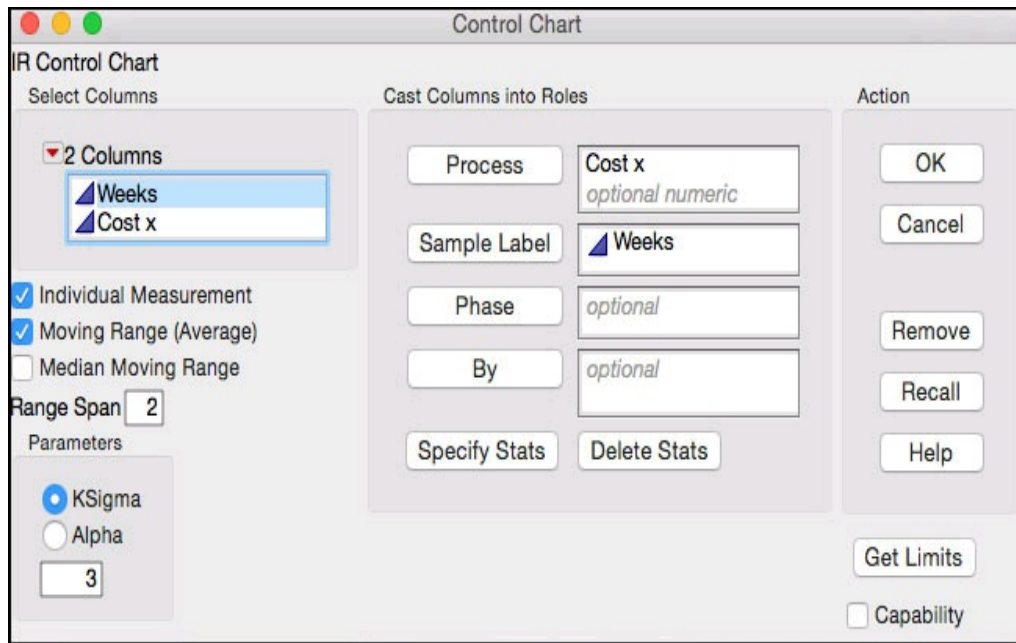 Control Chart
IR Control Chart
Select Columns
2 Columns
Weeks
Cost x
Individual Measurement
Moving Range (Average)
Median Moving Range
Range Span 2
Parameters
KSigma
Alpha
3
Cast Columns into Roles
Process
Cost x
optional numeric
Sample Label
Weeks
Phase
optional
By
optional
Specify Stats
Delete Stats
Action
OK
Cancel
Remove
Recall
Help
Get Limits
Capability